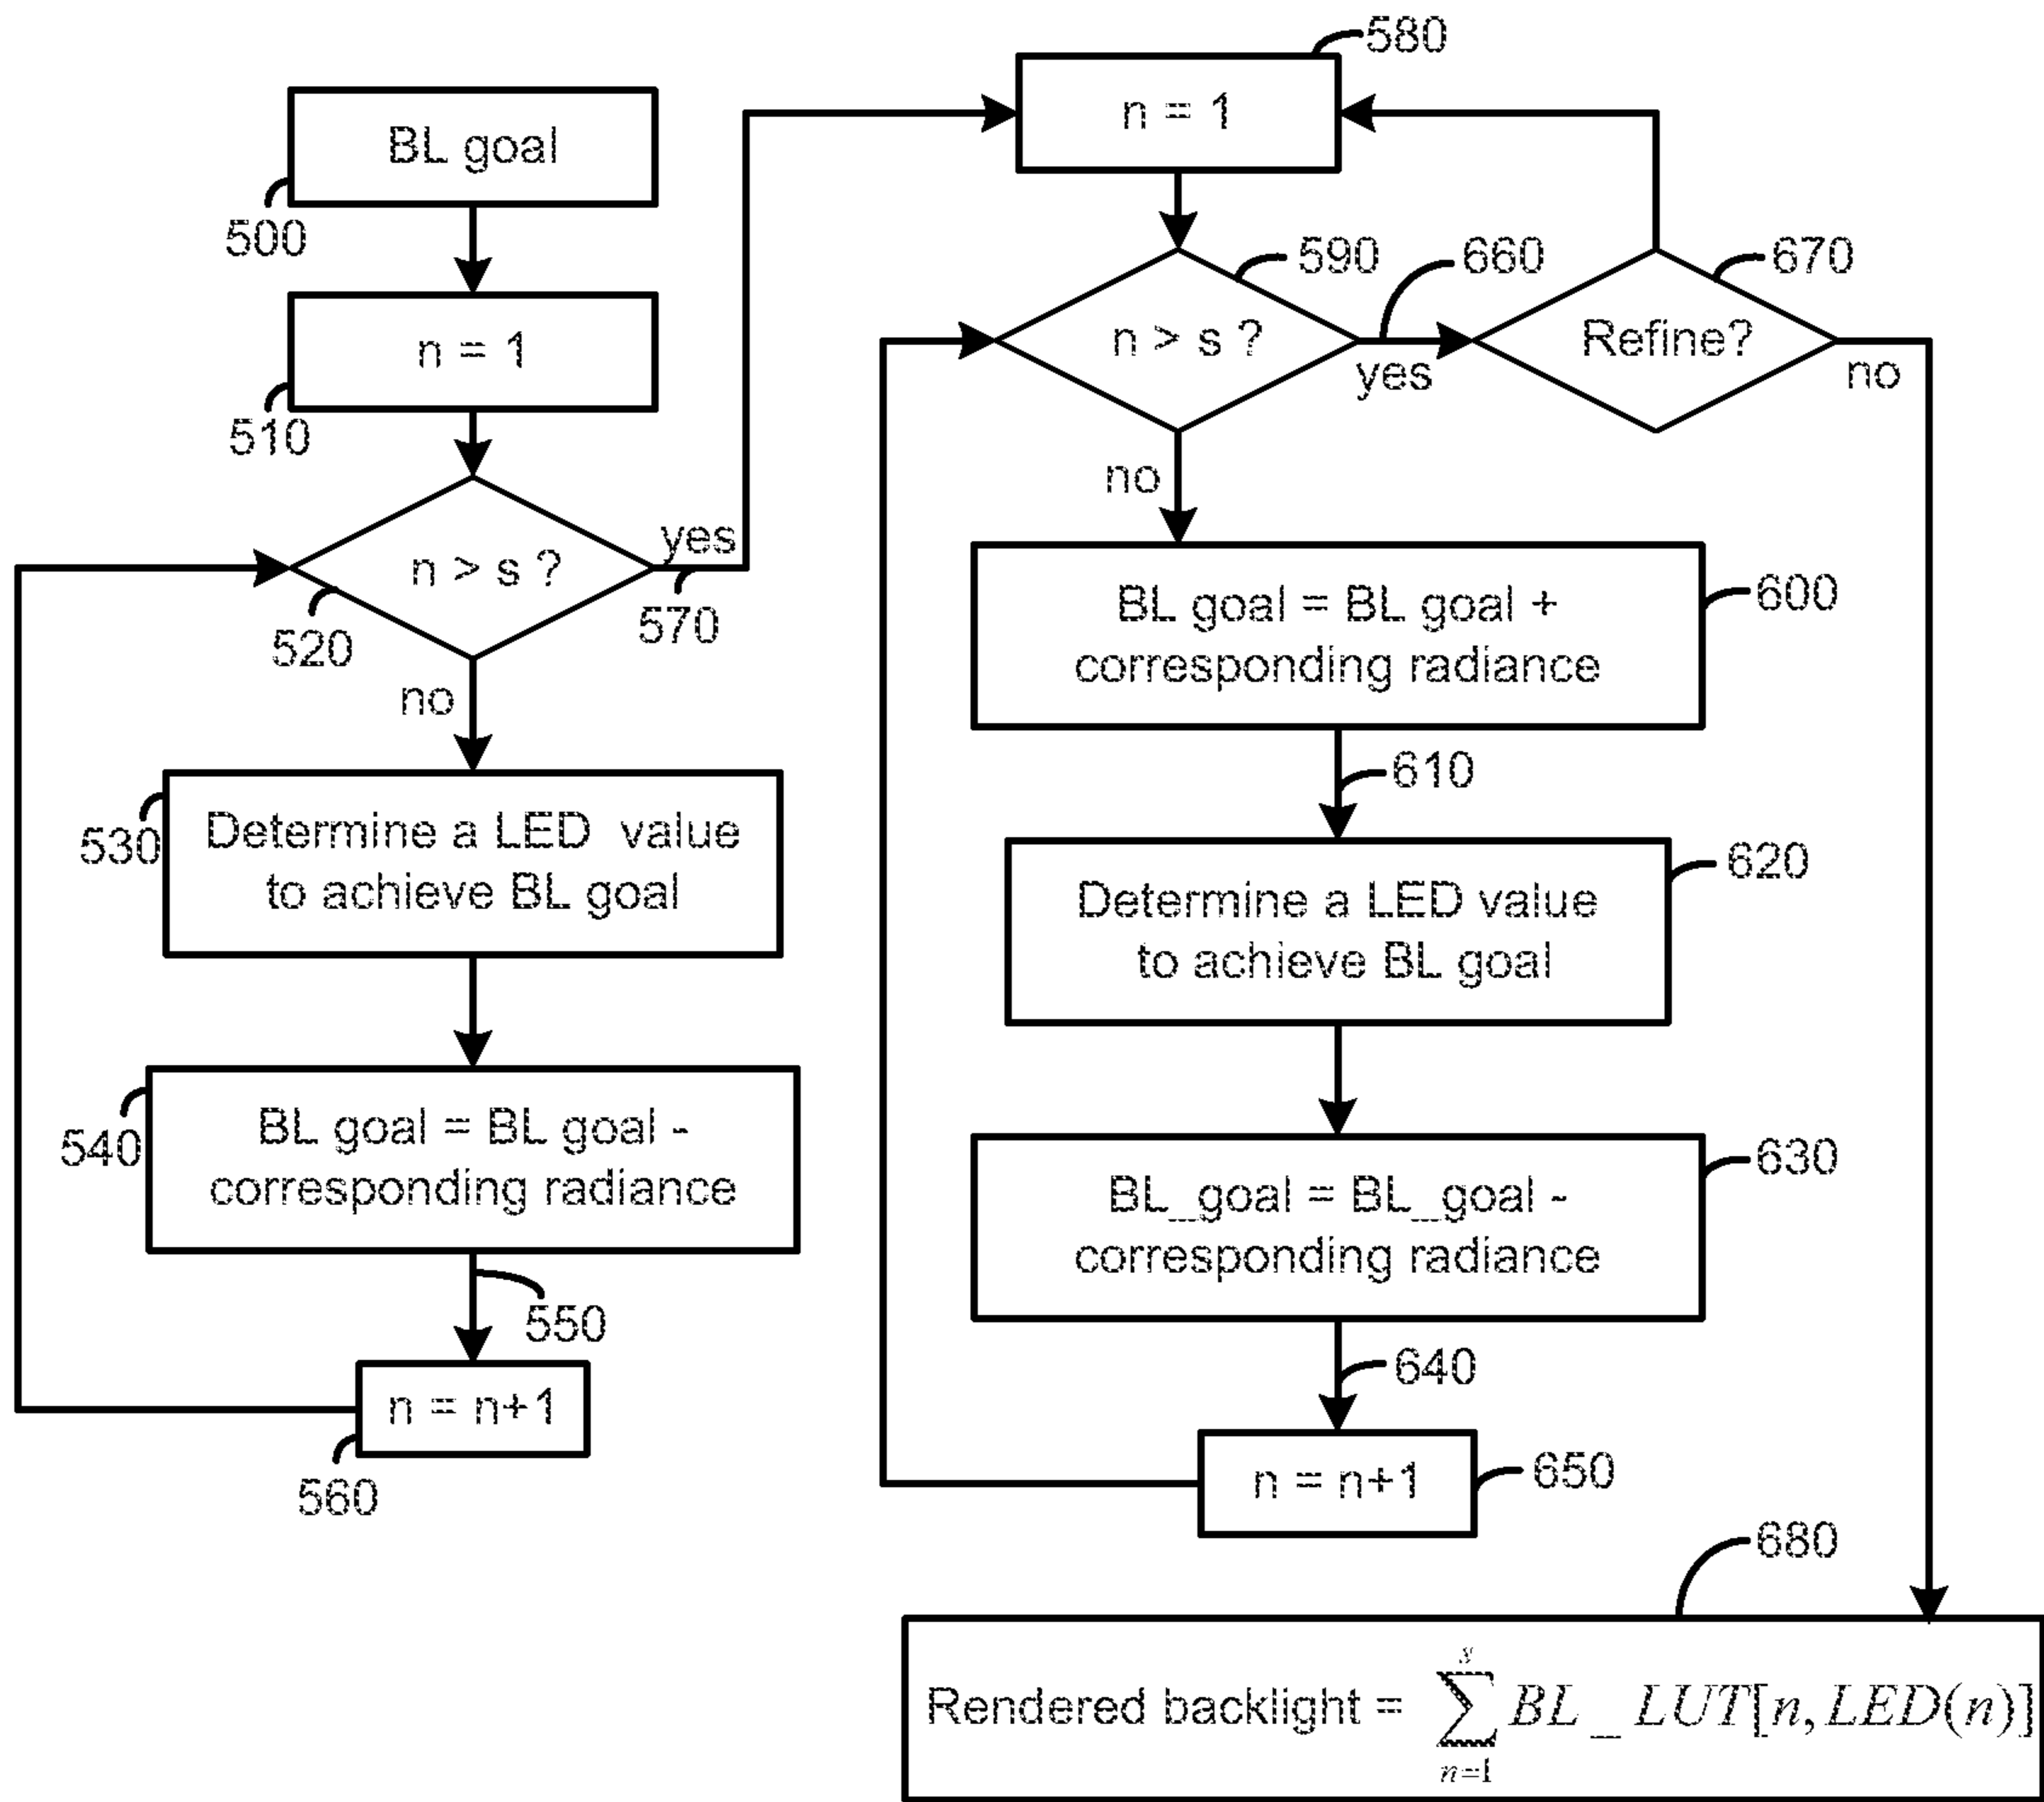 BL goal
500
n = 1
510
n > s ?
520
yes
570
no
530
Determine a LED value
to achieve BL goal
540
BL goal = BL goal -
corresponding radiance
550
n = n+1
560
580
n = 1
590
n > s ?
660
yes
670
Refine?
no
no
600
BL goal = BL goal +
corresponding radiance
610
620
Determine a LED value
to achieve BL goal
630
BL_goal = BL_goal -
corresponding radiance
640
n = n+1
650
680
Rendered backlight = \sum_{n=1}^{s} BL_LUT[n, LED(n)]